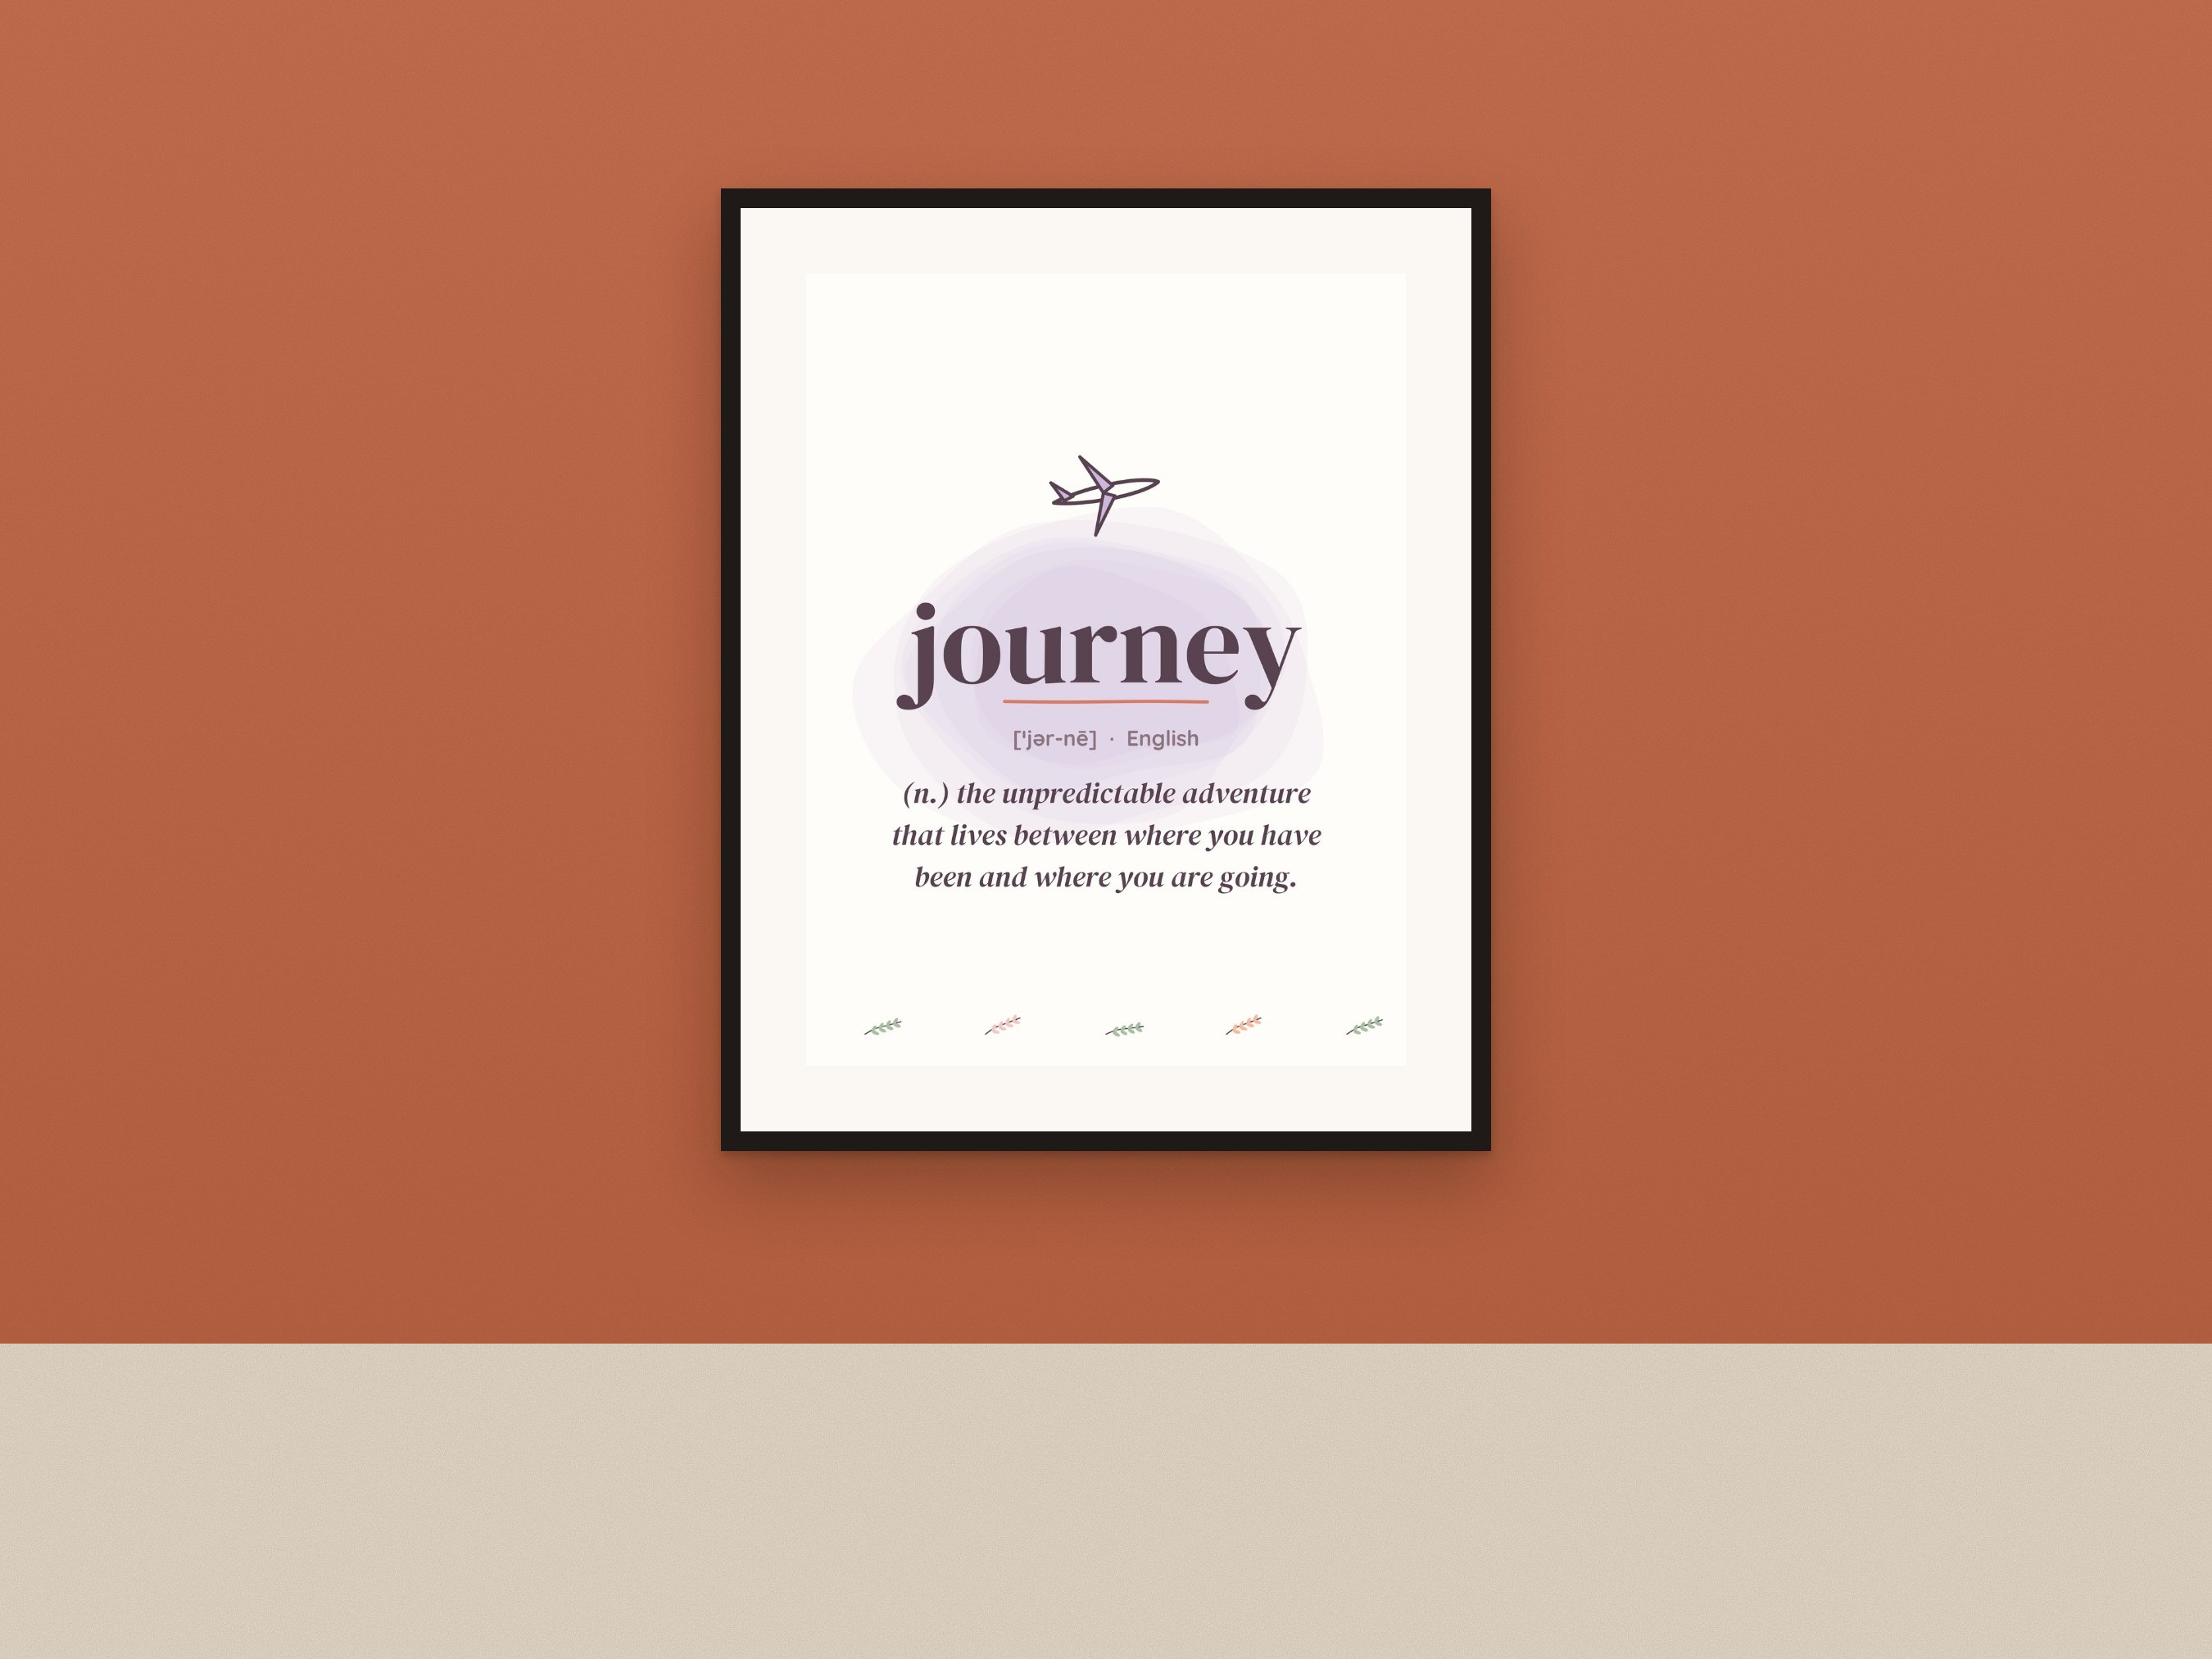 journey
['jər-nē] · English
(n.) the unpredictable adventure
that lives between where you have
been and where you are going.